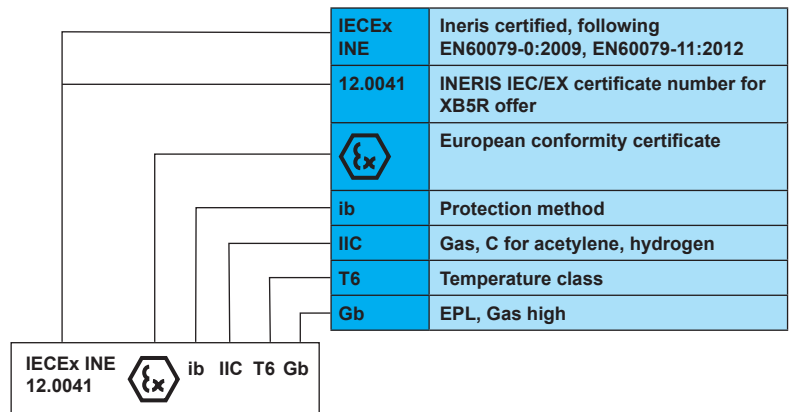 IECEx Ineris certified, following
INE EN60079-0:2009, EN60079-11:2012
12.0041 INERIS IEC/EX certificate number for
XB5R offer
Ex European conformity certificate
ib Protection method
IIC Gas, C for acetylene, hydrogen
T6 Temperature class
Gb EPL, Gas high
IECEx INE
12.0041
Ex ib IIC T6 Gb